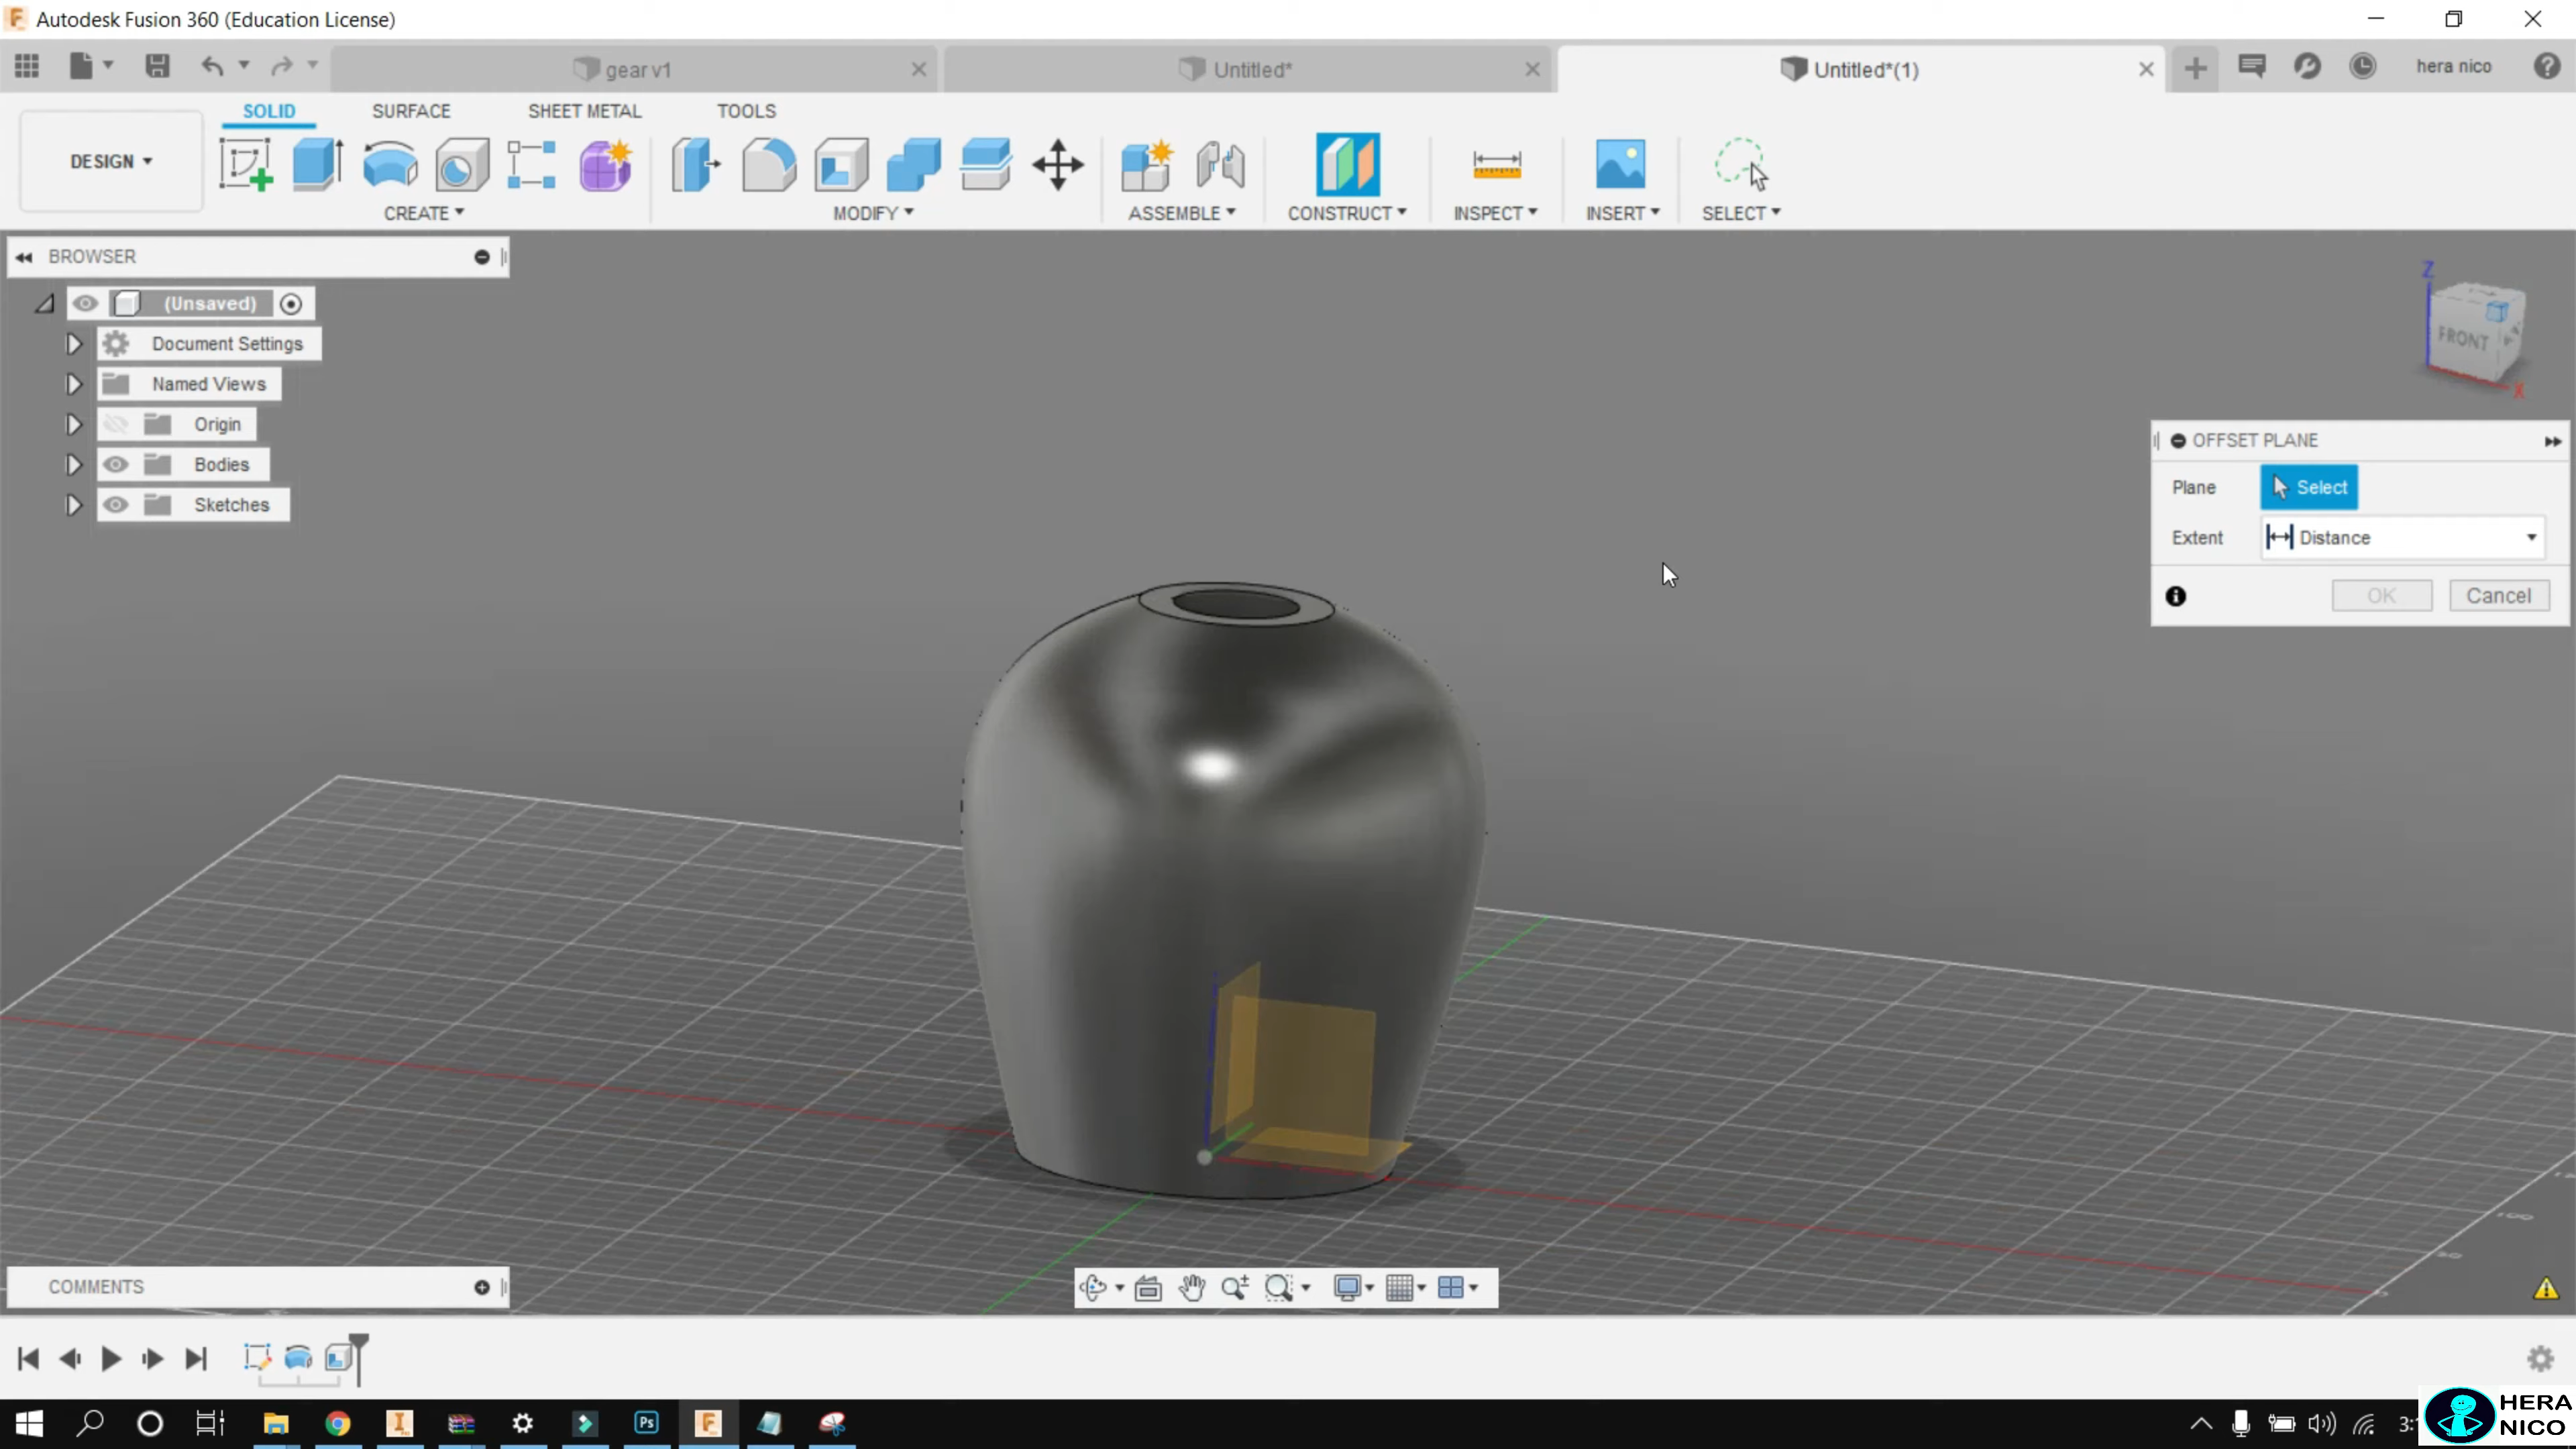 Autodesk Fusion 360 (Education License)
gear v1
Untitled*
Untitled*(1)
hera nico
SOLID
SURFACE
SHEET METAL
TOOLS
DESIGN
CREATE
MODIFY
ASSEMBLE
CONSTRUCT
INSPECT
INSERT
SELECT
BROWSER
(Unsaved)
Document Settings
Named Views
Origin
Bodies
Sketches
Z
FRONT
X
OFFSET PLANE
Plane
Select
Extent
Distance
OK
Cancel
COMMENTS
Ps
HERA
NICO